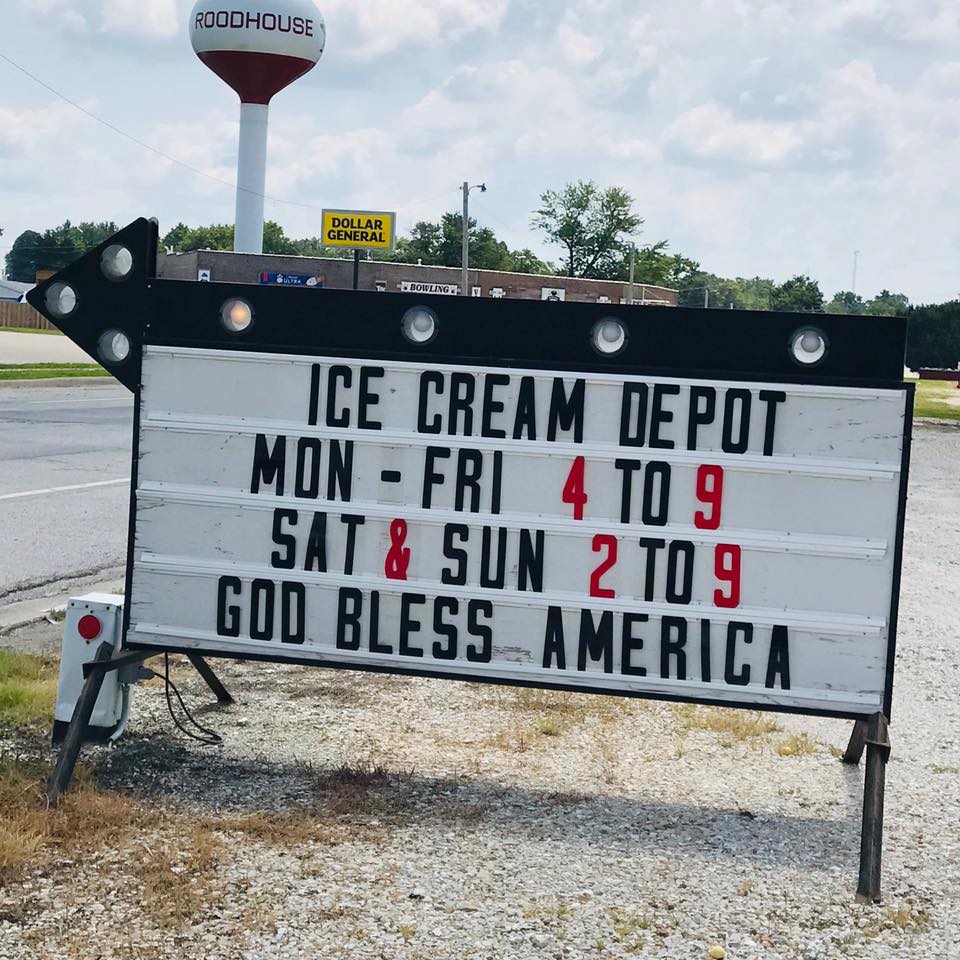 ROODHOUSE
DOLLAR
GENERAL
ULTRA
BOWLING
ICE CREAM DEPOT
MON - FRI 4 TO 9
SAT & SUN 2 TO 9
GOD BLESS AMERICA